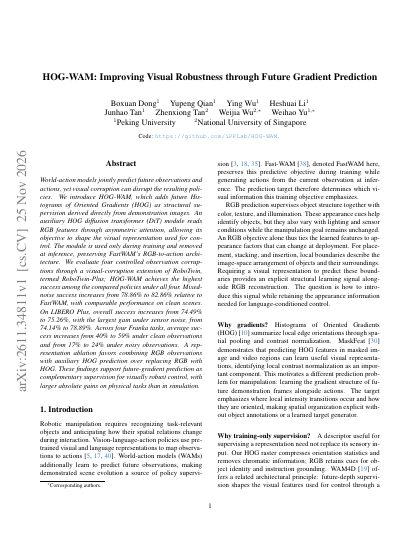 HOG-WAM: Improving Visual Robustness through Future Gradient Prediction
Boxuan Dong¹ Yupeng Qian¹ Ying Wu¹ Heshuai Li¹
Junhao Tan¹ Zhenxiong Tan² Weijia Wu²,* Weihao Yu¹,*
¹Peking University ²National University of Singapore
Code: https://github.com/SPPLab/HOG-WAM.
arXiv:2611.34811v1 [cs.CV] 25 Nov 2026
Abstract
World-action models jointly predict future observations and
actions, yet visual corruption can disrupt the resulting poli-
cies. We introduce HOG-WAM, which adds future His-
tograms of Oriented Gradients (HOG) as structural su-
pervision derived directly from demonstration images. An
auxiliary HOG diffusion transformer (DiT) module reads
RGB features through asymmetric attention, allowing its
objective to shape the visual representation used for con-
trol. The module is used only during training and removed
at inference, preserving FastWAM's RGB-to-action archi-
tecture. We evaluate four controlled observation corrup-
tions through a visual-corruption extension of RoboTwin,
termed RoboTwin-Plus. HOG-WAM achieves the highest
success among the compared policies under all four. Mixed-
noise success increases from 78.86% to 82.86% relative to
FastWAM, with comparable performance on clean scenes.
On LIBERO Plus, overall success increases from 74.49%
to 75.26%, with the largest gain under sensor noise, from
74.14% to 78.89%. Across four Franka tasks, average suc-
cess increases from 40% to 59% under clean observations
and from 17% to 24% under noisy observations. A rep-
resentation ablation favors combining RGB observations
with auxiliary HOG prediction over replacing RGB with
HOG. These findings support future-gradient prediction as
complementary supervision for visually robust control, with
larger absolute gains on physical tasks than in simulation.
1. Introduction
Robotic manipulation requires recognizing task-relevant
objects and anticipating how their spatial relations change
during interaction. Vision-language-action policies use pre-
trained visual and language representations to map observa-
tions to actions [5, 17, 40]. World-action models (WAMs)
additionally learn to predict future observations, making
demonstrated scene evolution a source of policy supervi-
*Corresponding authors.
sion [3, 18, 35]. Fast-WAM [38], denoted FastWAM here,
preserves this predictive objective during training while
generating actions from the current observation at infer-
ence. The prediction target therefore determines which vi-
sual information this training objective emphasizes.
RGB prediction supervises object structure together with
color, texture, and illumination. These appearance cues help
identify objects, but they also vary with lighting and sensor
conditions while the manipulation goal remains unchanged.
An RGB objective alone thus ties the learned features to ap-
pearance factors that can change at deployment. For place-
ment, stacking, and insertion, local boundaries describe the
image-space arrangement of objects and their surroundings.
Requiring a visual representation to predict these bound-
aries provides an explicit structural learning signal along-
side RGB reconstruction. The question is how to intro-
duce this signal while retaining the appearance information
needed for language-conditioned control.
Why gradients? Histograms of Oriented Gradients
(HOG) [10] summarize local edge orientations through spa-
tial pooling and contrast normalization. MaskFeat [30]
demonstrates that predicting HOG features in masked im-
age and video regions can learn useful visual representa-
tions, identifying local contrast normalization as an impor-
tant component. This motivates a different prediction prob-
lem for manipulation: learning the gradient structure of fu-
ture demonstration frames alongside actions. The target
emphasizes where local intensity transitions occur and how
they are oriented, making spatial organization explicit with-
out object annotations or a learned target generator.
Why training-only supervision? A descriptor useful for
supervising a representation need not replace its sensory in-
put. Our HOG raster compresses orientation statistics and
removes chromatic information; RGB retains cues for ob-
ject identity and instruction grounding. WAM4D [19] of-
fers a related architectural principle: future-depth supervi-
sion shapes the visual features used for control through a
1